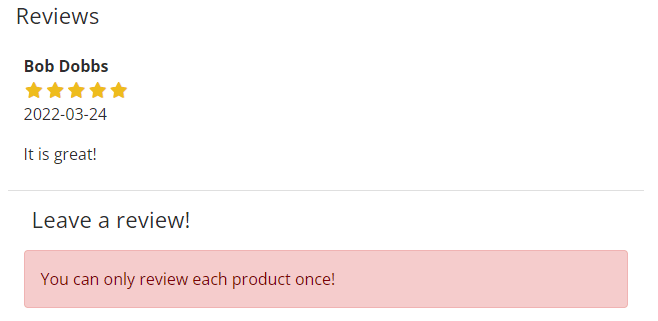 Reviews
Bob Dobbs
2022-03-24
It is great!
Leave a review!
You can only review each product once!